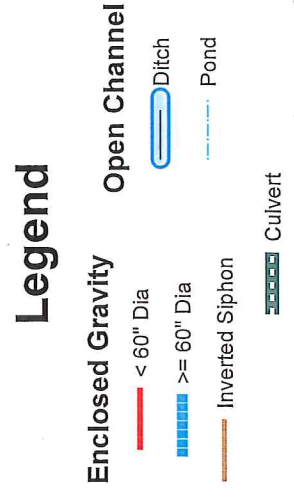 Legend
Enclosed Gravity
< 60" Dia
>= 60" Dia
Inverted Siphon
Culvert
Open Channel
Ditch
Pond